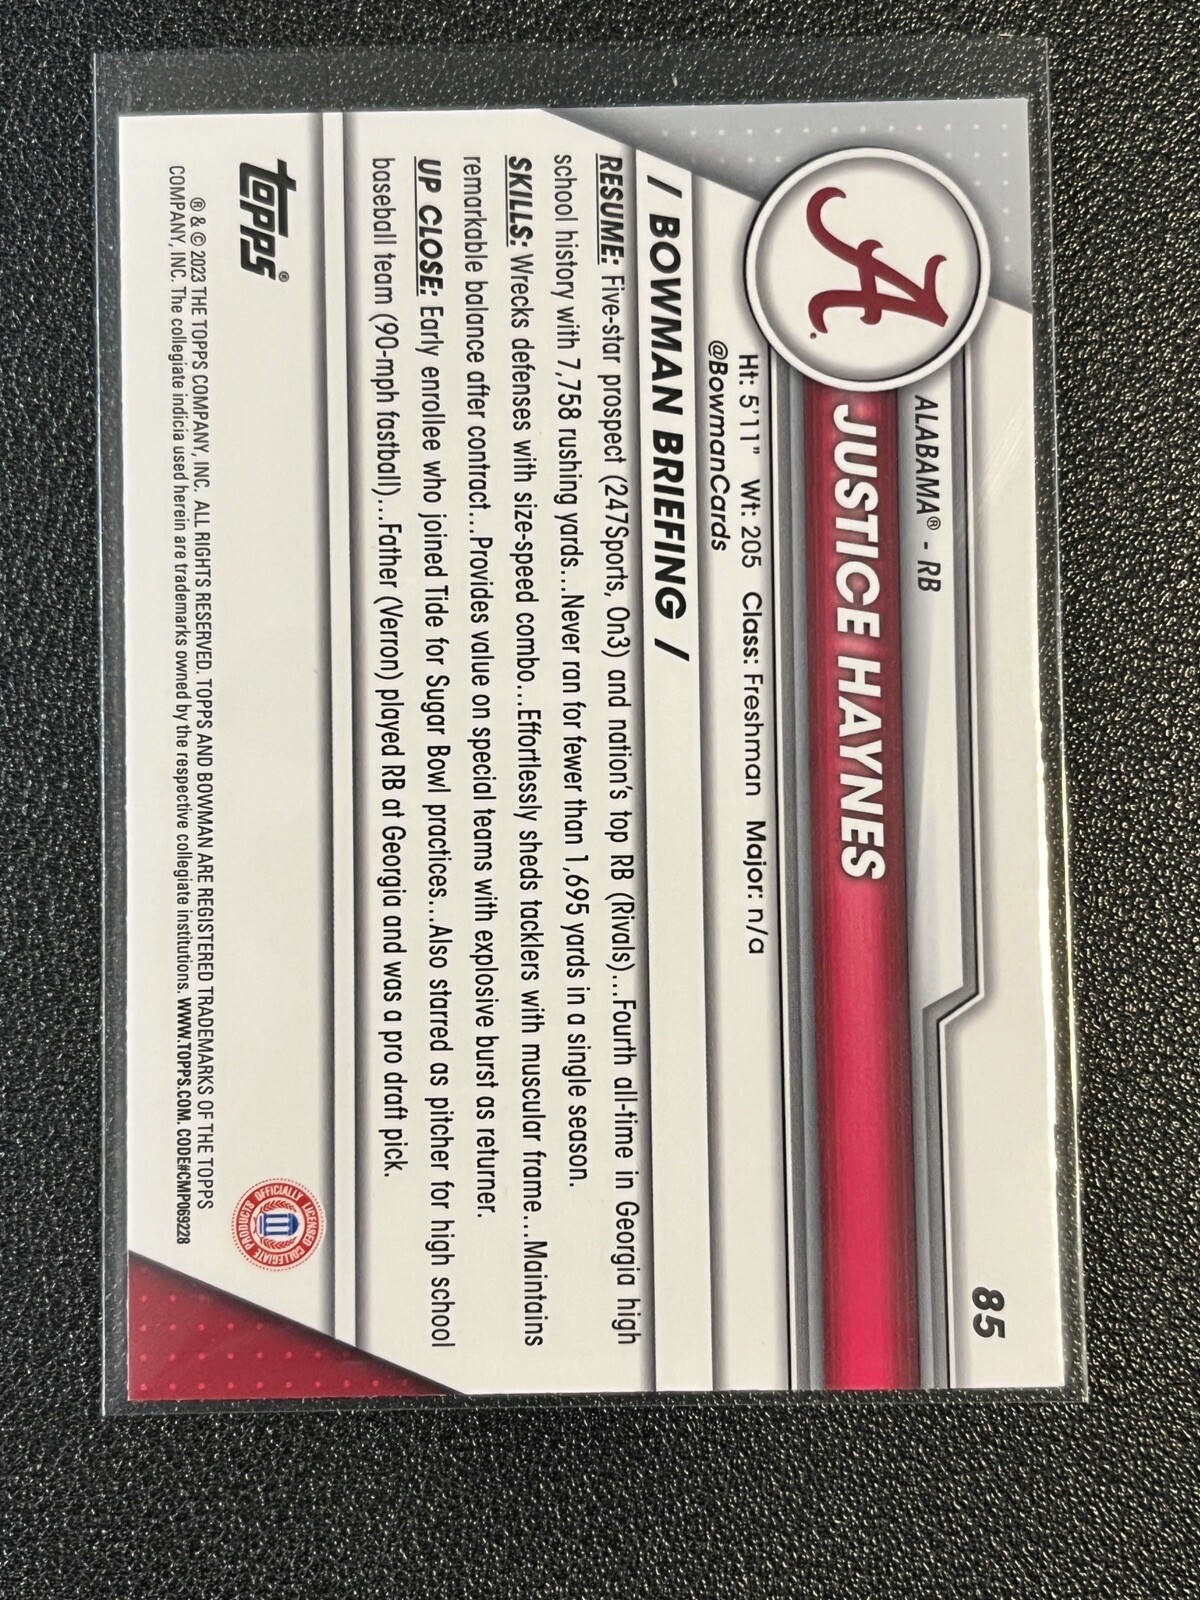 85
ALABAMA® - RB
JUSTICE HAYNES
A
Ht: 5'11" Wt: 205 Class: Freshman Major: n/a
@BowmanCards
/ BOWMAN BRIEFING /
RESUME: Five-star prospect (247Sports, On3) and nation's top RB (Rivals)...Fourth all-time in Georgia high
school history with 7,758 rushing yards...Never ran for fewer than 1,695 yards in a single season.
SKILLS: Wrecks defenses with size-speed combo...Effortlessly sheds tacklers with muscular frame...Maintains
remarkable balance after contract...Provides value on special teams with explosive burst as returner.
UP CLOSE: Early enrollee who joined Tide for Sugar Bowl practices...Also starred as pitcher for high school
baseball team (90-mph fastball)...Father (Verron) played RB at Georgia and was a pro draft pick.
topps®
OFFICIALLY LICENSED COLLEGIATE PRODUCTS
® & © 2023 THE TOPPS COMPANY, INC. ALL RIGHTS RESERVED. TOPPS AND BOWMAN ARE REGISTERED TRADEMARKS OF THE TOPPS
COMPANY, INC. The collegiate indicia used herein are trademarks owned by the respective collegiate institutions. WWW.TOPPS.COM. CODE#CMP069228